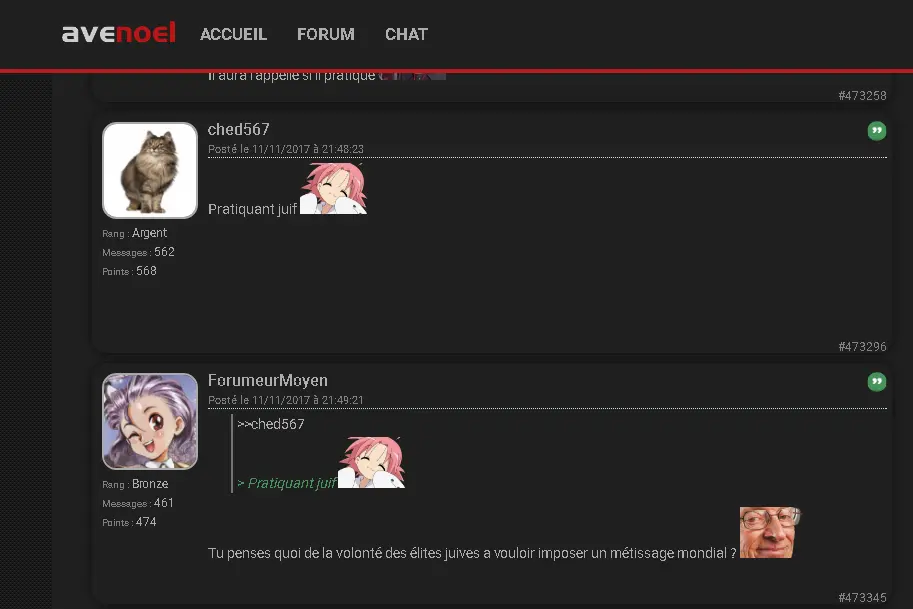 avenoel ACCUEIL FORUM CHAT
Il aura l'appelle si il pratique
#473258
ched567
Posté le 11/11/2017 à 21:48:23
Pratiquant juif
Rang : Argent
Messages : 562
Points : 568
#473296
ForumeurMoyen
Posté le 11/11/2017 à 21:49:21
>>ched567
> Pratiquant juif
Rang : Bronze
Messages : 461
Points : 474
Tu penses quoi de la volonté des élites juives a vouloir imposer un métissage mondial ?
#473345